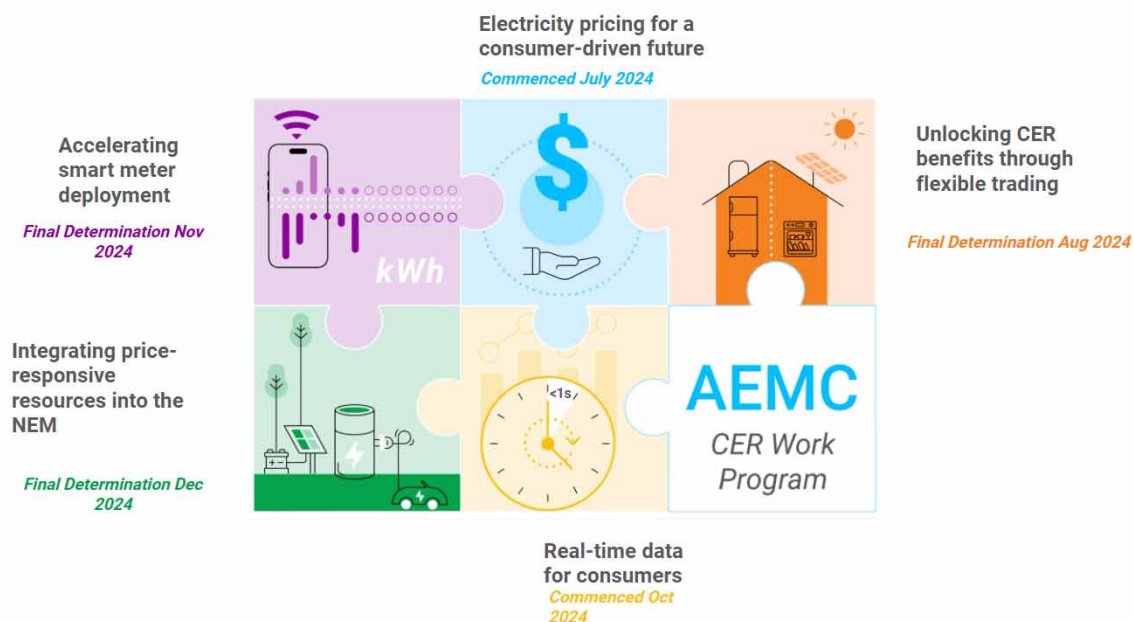 Electricity pricing for a
consumer-driven future
Commenced July 2024
Accelerating
smart meter
deployment
Final Determination Nov
2024
kWh
$
Unlocking CER
benefits through
flexible trading
Final Determination Aug 2024
Integrating price-
responsive
resources into the
NEM
Final Determination Dec
2024
<1s
AEMC
CER Work
Program
Real-time data
for consumers
Commenced Oct
2024